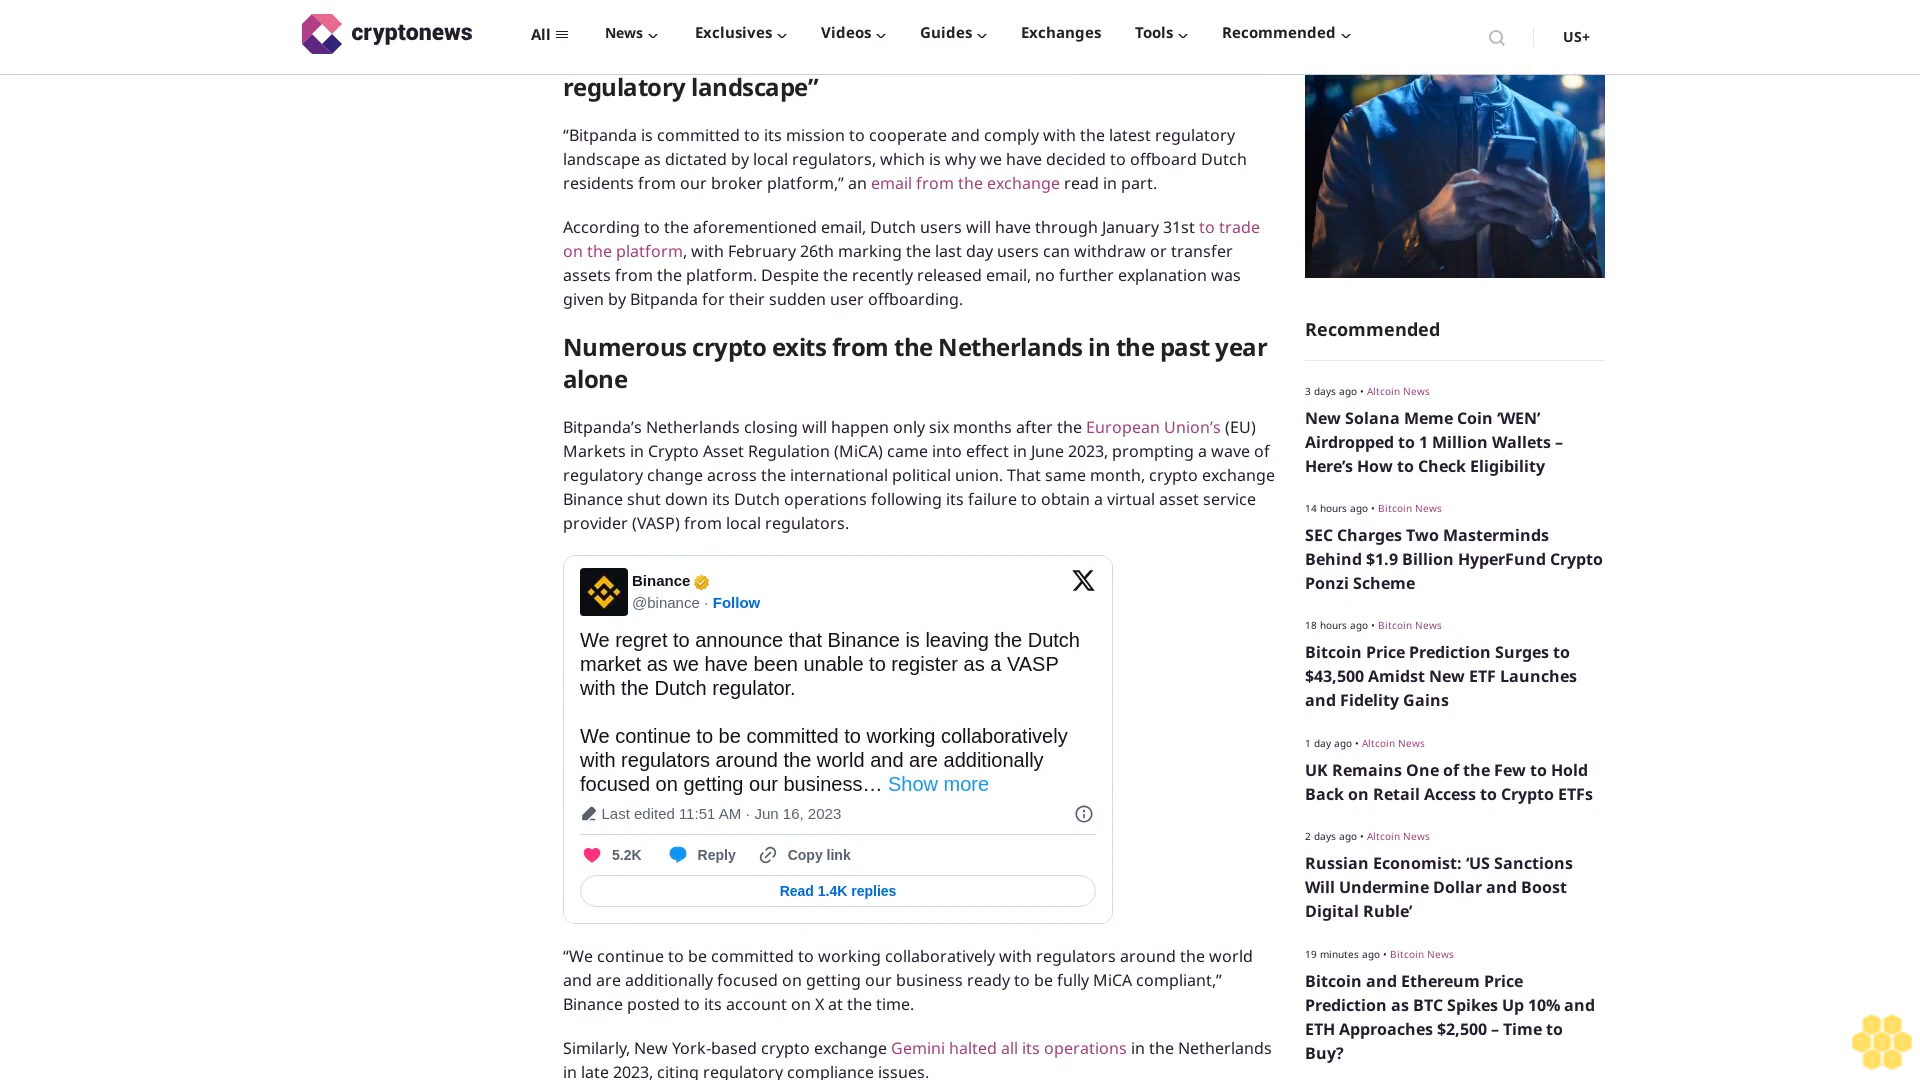 cryptonews
All
News
Exclusives
Videos
Guides
Exchanges
Tools
Recommended
US+
regulatory landscape”
“Bitpanda is committed to its mission to cooperate and comply with the latest regulatory
landscape as dictated by local regulators, which is why we have decided to offboard Dutch
residents from our broker platform,” an email from the exchange read in part.
According to the aforementioned email, Dutch users will have through January 31st to trade
on the platform, with February 26th marking the last day users can withdraw or transfer
assets from the platform. Despite the recently released email, no further explanation was
given by Bitpanda for their sudden user offboarding.
Numerous crypto exits from the Netherlands in the past year
alone
Bitpanda’s Netherlands closing will happen only six months after the European Union’s (EU)
Markets in Crypto Asset Regulation (MiCA) came into effect in June 2023, prompting a wave of
regulatory change across the international political union. That same month, crypto exchange
Binance shut down its Dutch operations following its failure to obtain a virtual asset service
provider (VASP) from local regulators.
Binance
@binance · Follow
We regret to announce that Binance is leaving the Dutch
market as we have been unable to register as a VASP
with the Dutch regulator.
We continue to be committed to working collaboratively
with regulators around the world and are additionally
focused on getting our business… Show more
Last edited 11:51 AM · Jun 16, 2023
5.2K Reply Copy link
Read 1.4K replies
“We continue to be committed to working collaboratively with regulators around the world
and are additionally focused on getting our business ready to be fully MiCA compliant,”
Binance posted to its account on X at the time.
Similarly, New York-based crypto exchange Gemini halted all its operations in the Netherlands
in late 2023, citing regulatory compliance issues.
Recommended
3 days ago • Altcoin News
New Solana Meme Coin ‘WEN’
Airdropped to 1 Million Wallets –
Here’s How to Check Eligibility
14 hours ago • Bitcoin News
SEC Charges Two Masterminds
Behind $1.9 Billion HyperFund Crypto
Ponzi Scheme
18 hours ago • Bitcoin News
Bitcoin Price Prediction Surges to
$43,500 Amidst New ETF Launches
and Fidelity Gains
1 day ago • Altcoin News
UK Remains One of the Few to Hold
Back on Retail Access to Crypto ETFs
2 days ago • Altcoin News
Russian Economist: ‘US Sanctions
Will Undermine Dollar and Boost
Digital Ruble’
19 minutes ago • Bitcoin News
Bitcoin and Ethereum Price
Prediction as BTC Spikes Up 10% and
ETH Approaches $2,500 – Time to
Buy?